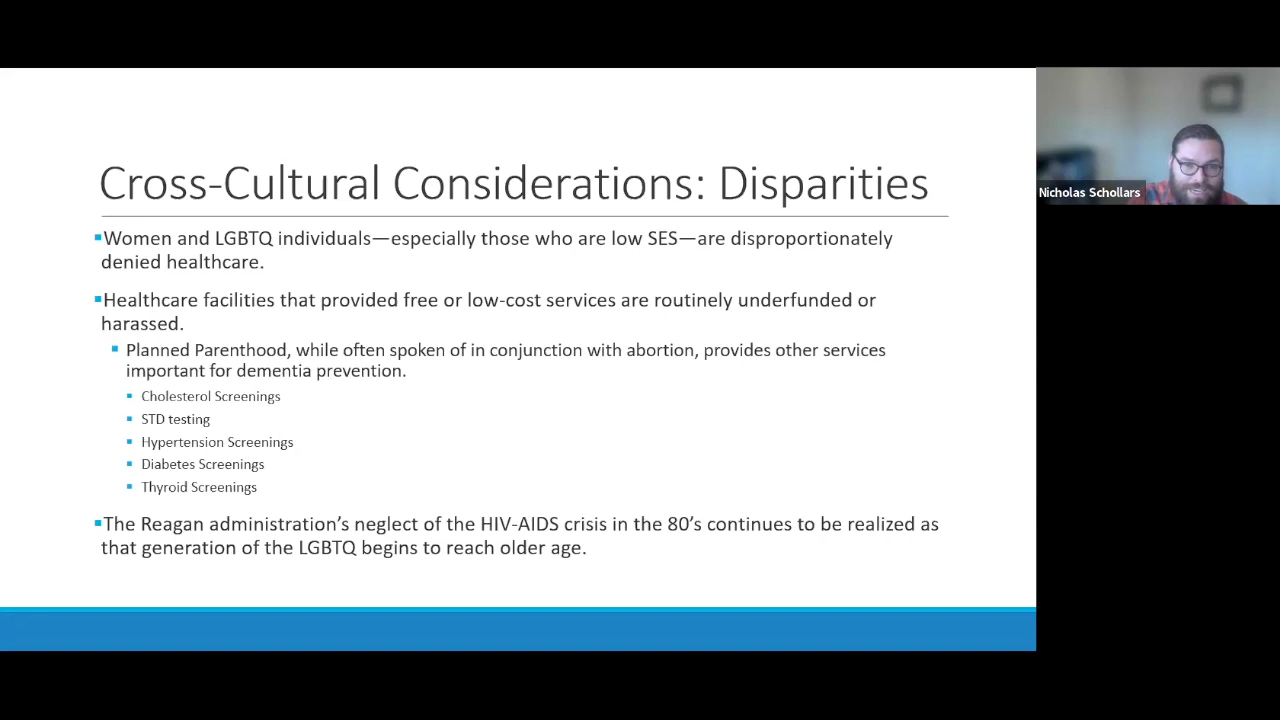 Cross-Cultural Considerations: Disparities
Nicholas Schollars
▪Women and LGBTQ individuals—especially those who are low SES—are disproportionately
denied healthcare.
▪Healthcare facilities that provided free or low-cost services are routinely underfunded or
harassed.
▪ Planned Parenthood, while often spoken of in conjunction with abortion, provides other services
important for dementia prevention.
▪ Cholesterol Screenings
▪ STD testing
▪ Hypertension Screenings
▪ Diabetes Screenings
▪ Thyroid Screenings
▪The Reagan administration’s neglect of the HIV-AIDS crisis in the 80’s continues to be realized as
that generation of the LGBTQ begins to reach older age.